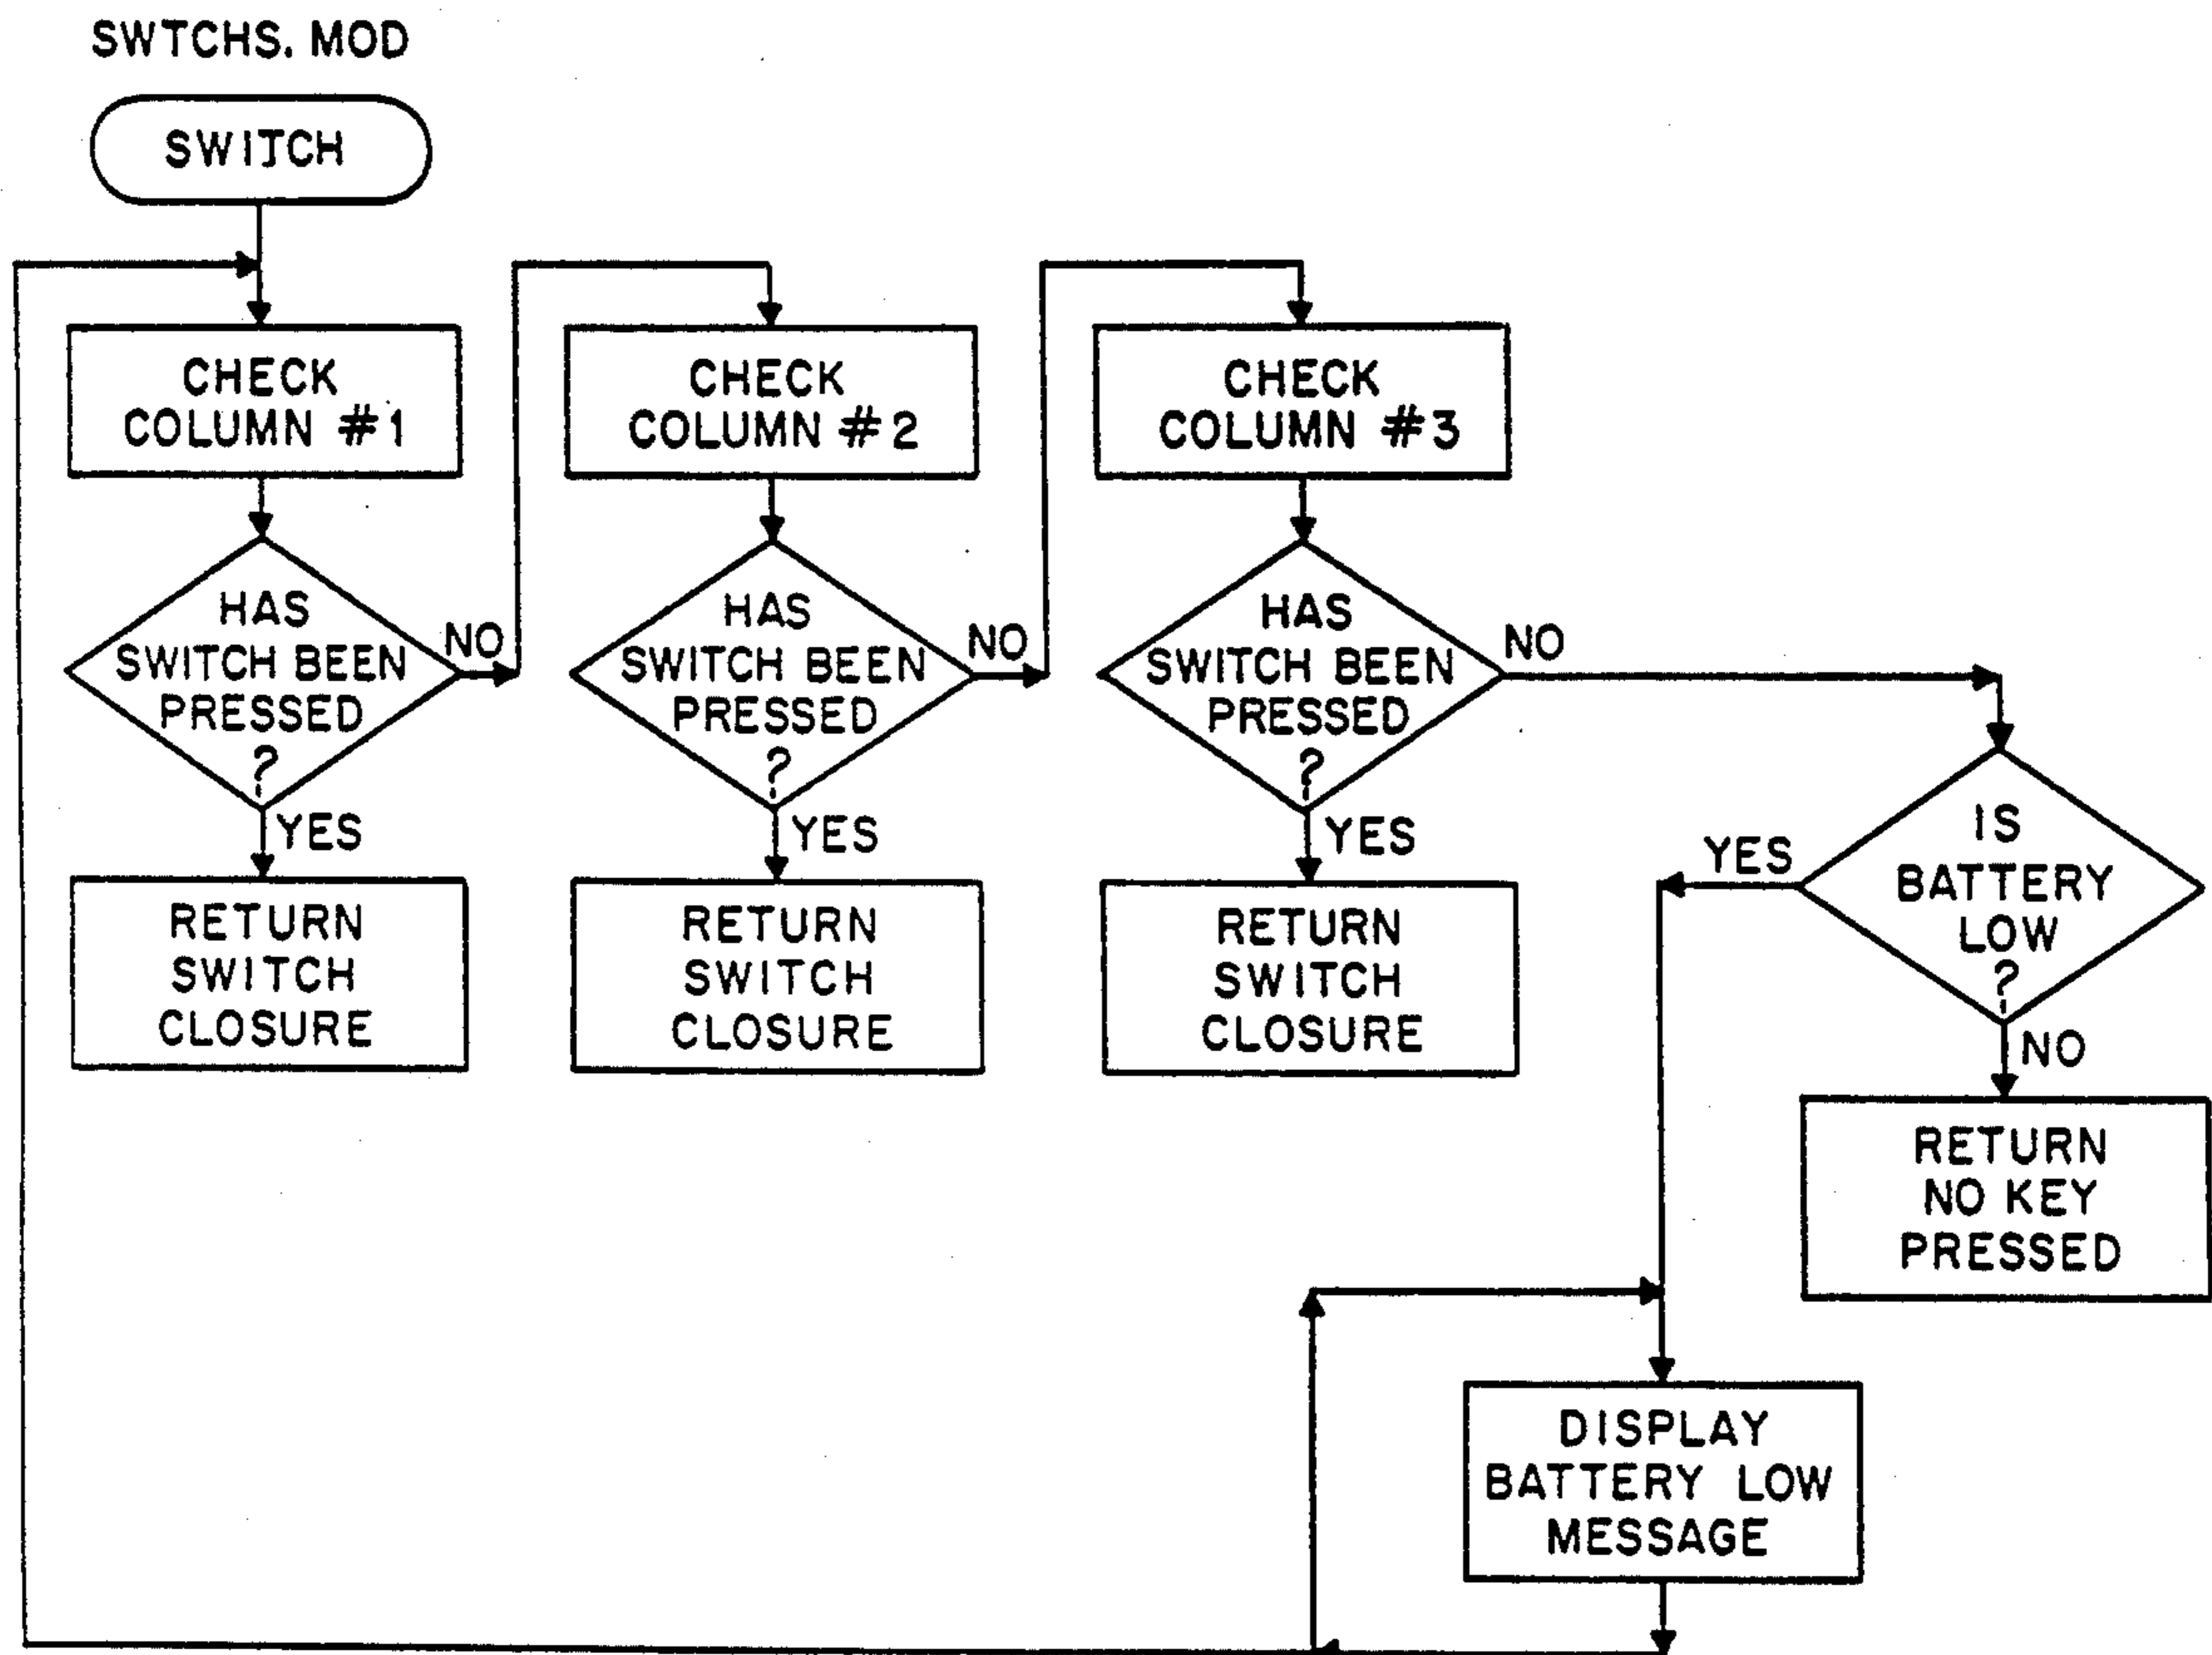 SWTCHS. MOD
SWITCH
CHECK
COLUMN #1
HAS
SWITCH BEEN
PRESSED
?
NO
YES
RETURN
SWITCH
CLOSURE
CHECK
COLUMN #2
HAS
SWITCH BEEN
PRESSED
?
NO
YES
RETURN
SWITCH
CLOSURE
CHECK
COLUMN #3
HAS
SWITCH BEEN
PRESSED
?
NO
YES
RETURN
SWITCH
CLOSURE
IS
BATTERY
LOW
?
YES
NO
RETURN
NO KEY
PRESSED
DISPLAY
BATTERY LOW
MESSAGE